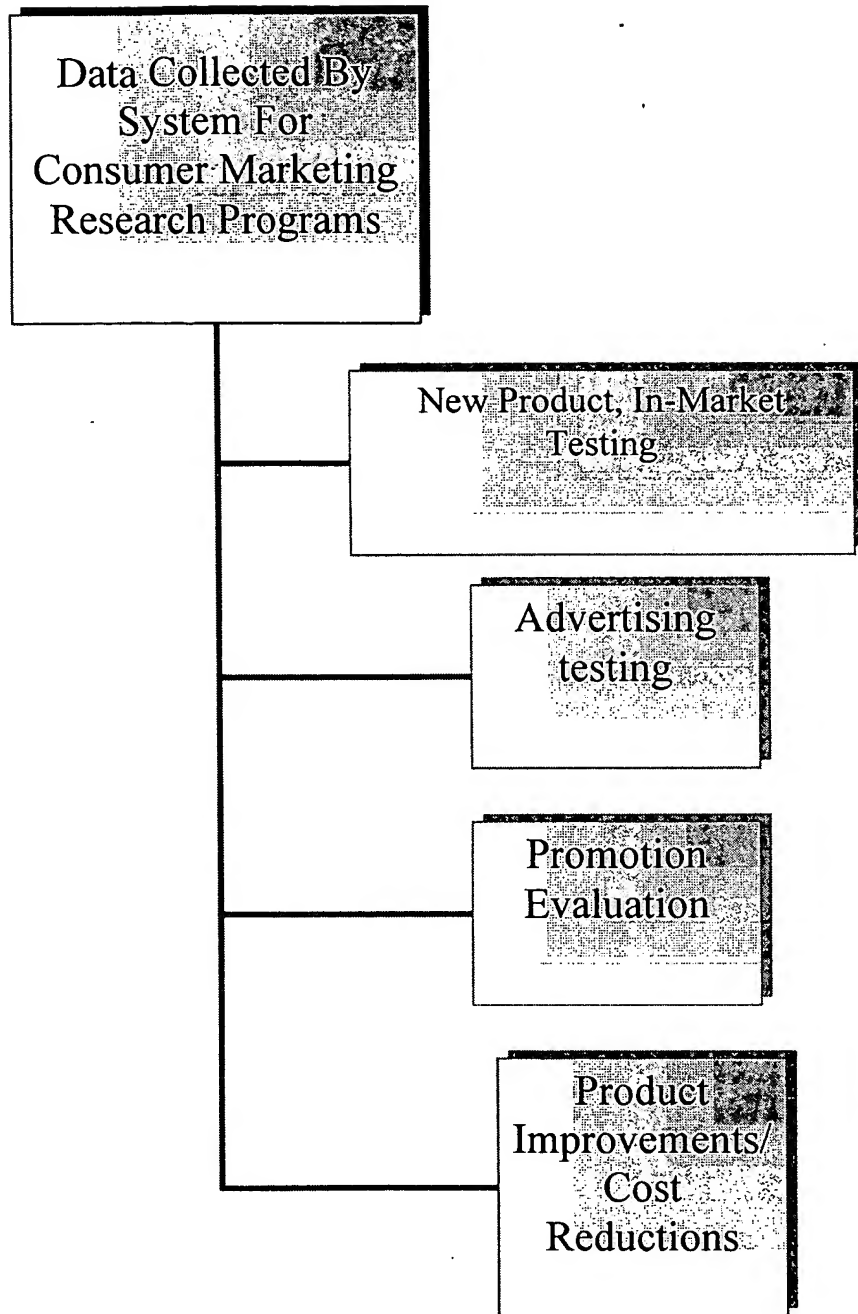 Data Collected By
System For
Consumer Marketing
Research Programs
New Product, In-Market
Testing
Advertising
testing
Promotion
Evaluation
Product
Improvements/
Cost
Reductions